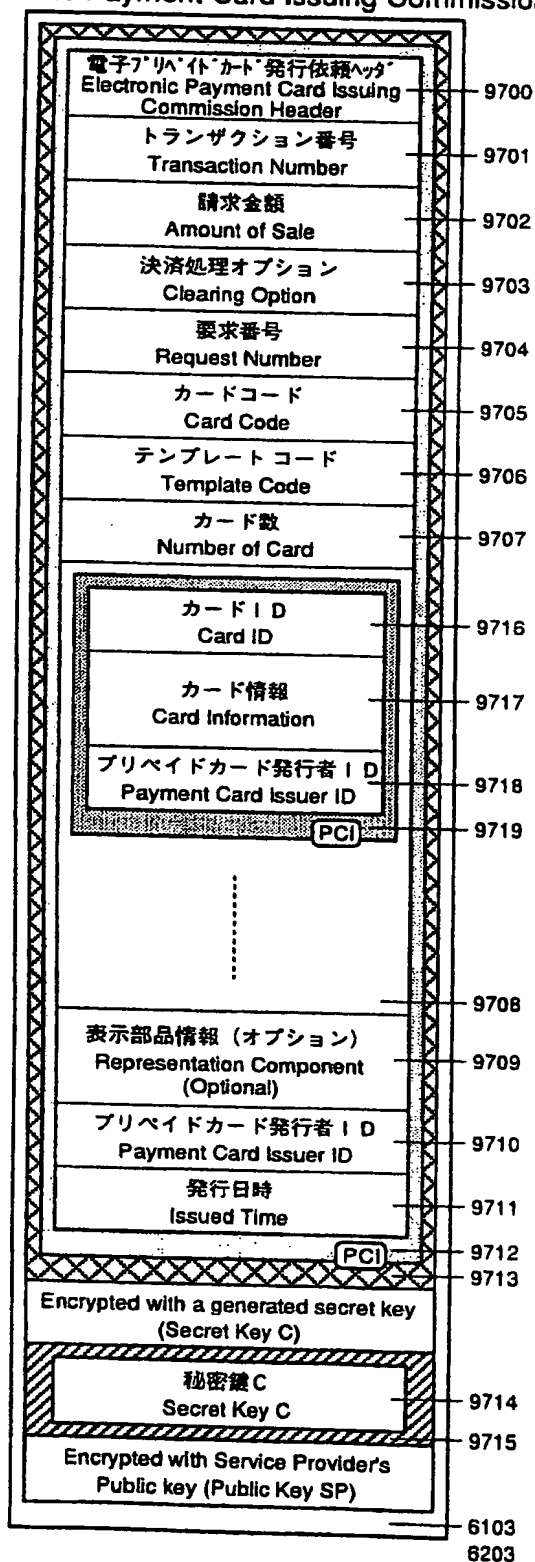 Payment Card Issuing Commission
電子プリペイドカード発行依頼ヘッダ
Electronic Payment Card Issuing
Commission Header
9700
トランザクション番号
Transaction Number
9701
請求金額
Amount of Sale
9702
決済処理オプション
Clearing Option
9703
要求番号
Request Number
9704
カードコード
Card Code
9705
テンプレートコード
Template Code
9706
カード数
Number of Card
9707
カードID
Card ID
9716
カード情報
Card Information
9717
プリペイドカード発行者ID
Payment Card Issuer ID
9718
PCI
9719
9708
表示部品情報（オプション）
Representation Component
(Optional)
9709
プリペイドカード発行者ID
Payment Card Issuer ID
9710
発行日時
Issued Time
9711
PCI
9712
9713
Encrypted with a generated secret key
(Secret Key C)
秘密鍵C
Secret Key C
9714
9715
Encrypted with Service Provider's
Public key (Public Key SP)
6103
6203